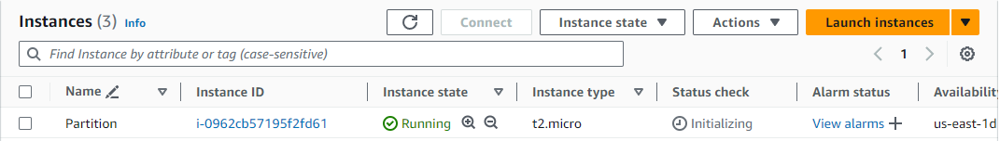 Instances (3) Info Connect Instance state Actions Launch instances
Find Instance by attribute or tag (case-sensitive) 1
Name Instance ID Instance state Instance type Status check Alarm status Availability
Partition i-0962cb57195f2fd61 Running t2.micro Initializing View alarms + us-east-1d